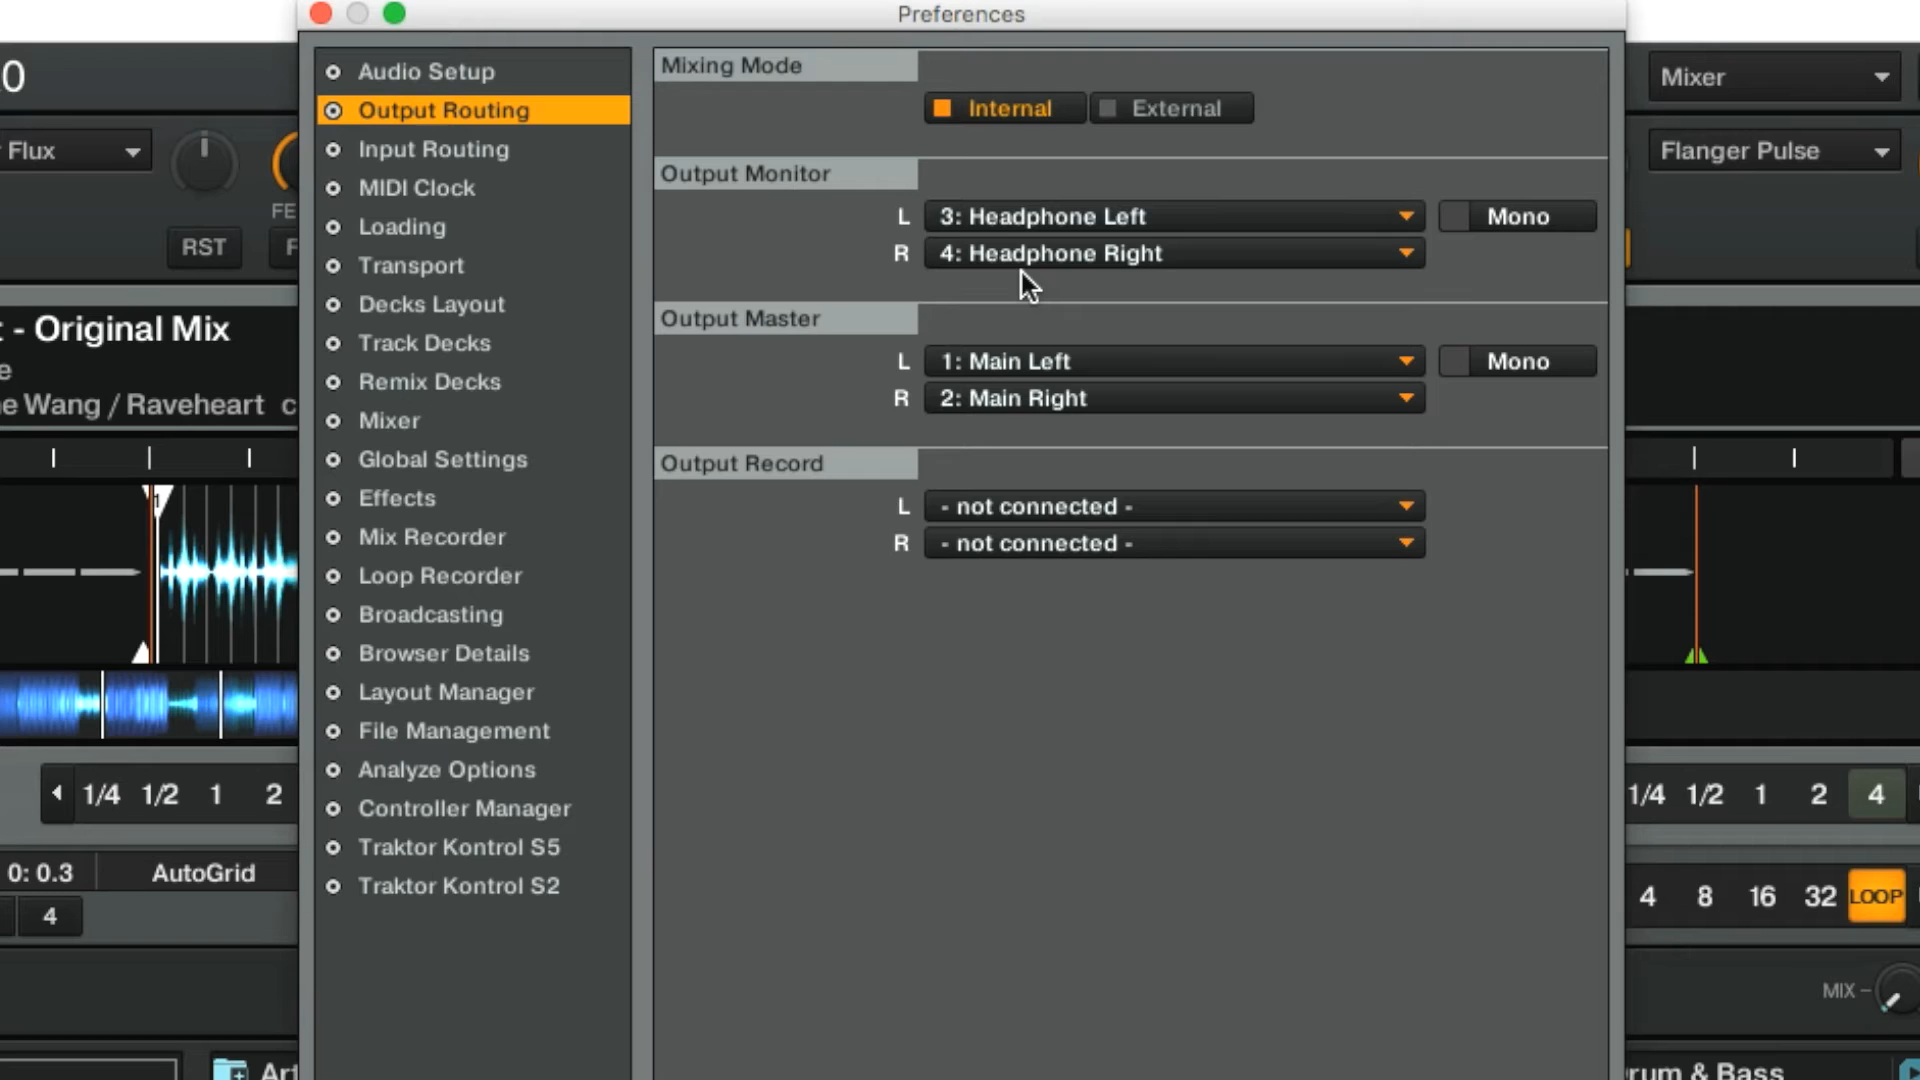 Preferences
0
Flux
RST
- Original Mix
e Wang / Raveheart
1
1/4 1/2 1 2
0: 0.3 AutoGrid
4
Audio Setup
Output Routing
Input Routing
MIDI Clock
Loading
Transport
Decks Layout
Track Decks
Remix Decks
Mixer
Global Settings
Effects
Mix Recorder
Loop Recorder
Broadcasting
Browser Details
Layout Manager
File Management
Analyze Options
Controller Manager
Traktor Kontrol S5
Traktor Kontrol S2
Mixing Mode
Internal External
Output Monitor
L 3: Headphone Left Mono
R 4: Headphone Right
Output Master
L 1: Main Left Mono
R 2: Main Right
Output Record
L - not connected -
R - not connected -
Mixer
Flanger Pulse
1/4 1/2 1 2 4
4 8 16 32 LOOP
MIX
rum & Bass